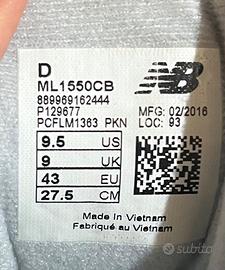 D
ML1550CB
889969162444
P129677
PCFLM1363 PKN
MFG: 02/2016
LOC: 93
9.5 US
9 UK
43 EU
27.5 CM
Made in Vietnam
Fabriqué au Vietnam
subito